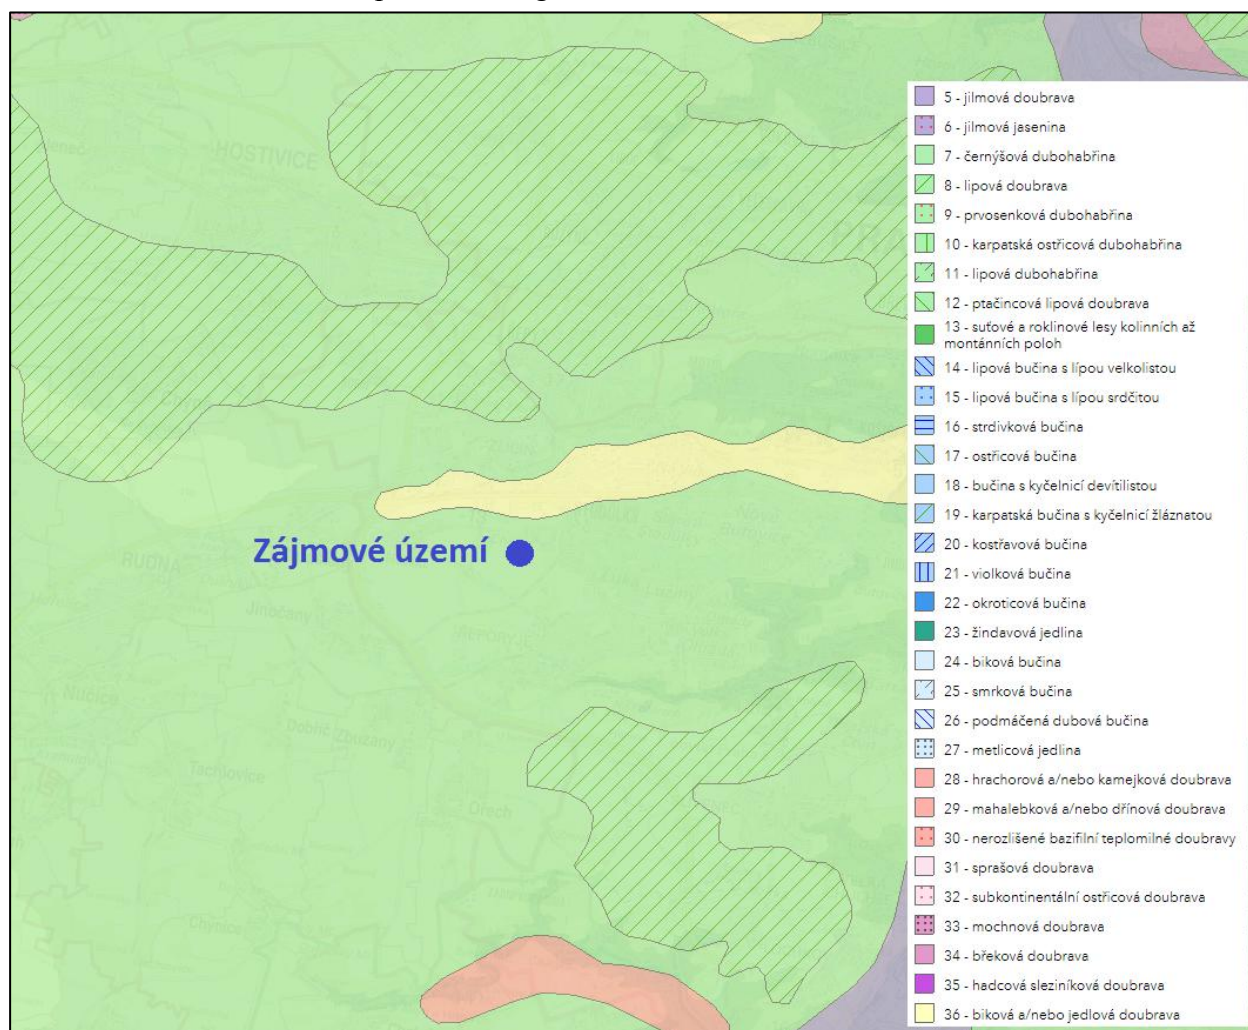 HOSTIVICE
Chýně
RUDNÁ
Jinočany
ŘEPORYJE
Nučice
Dobříč
Zbuzany
Tachlovice
Ořech
Zájmové území
5 - jilmová doubrava
6 - jilmová jasenina
7 - černýšová dubohabřina
8 - lipová doubrava
9 - prvosenková dubohabřina
10 - karpatská ostřicová dubohabřina
11 - lipová dubohabřina
12 - ptačincová lipová doubrava
13 - suťové a roklinové lesy kolinních až
montánních poloh
14 - lipová bučina s lípou velkolistou
15 - lipová bučina s lípou srdčitou
16 - strdivková bučina
17 - ostřicová bučina
18 - bučina s kyčelnicí devítilistou
19 - karpatská bučina s kyčelnicí žláznatou
20 - kostřavová bučina
21 - violková bučina
22 - okroticová bučina
23 - žindavová jedlina
24 - biková bučina
25 - smrková bučina
26 - podmáčená dubová bučina
27 - metlicová jedlina
28 - hrachorová a/nebo kamejková doubrava
29 - mahalebková a/nebo dřínová doubrava
30 - nerozlišené bazifilní teplomilné doubravy
31 - sprašová doubrava
32 - subkontinentální ostřicová doubrava
33 - mochnová doubrava
34 - břeková doubrava
35 - hadcová sleziníková doubrava
36 - biková a/nebo jedlová doubrava